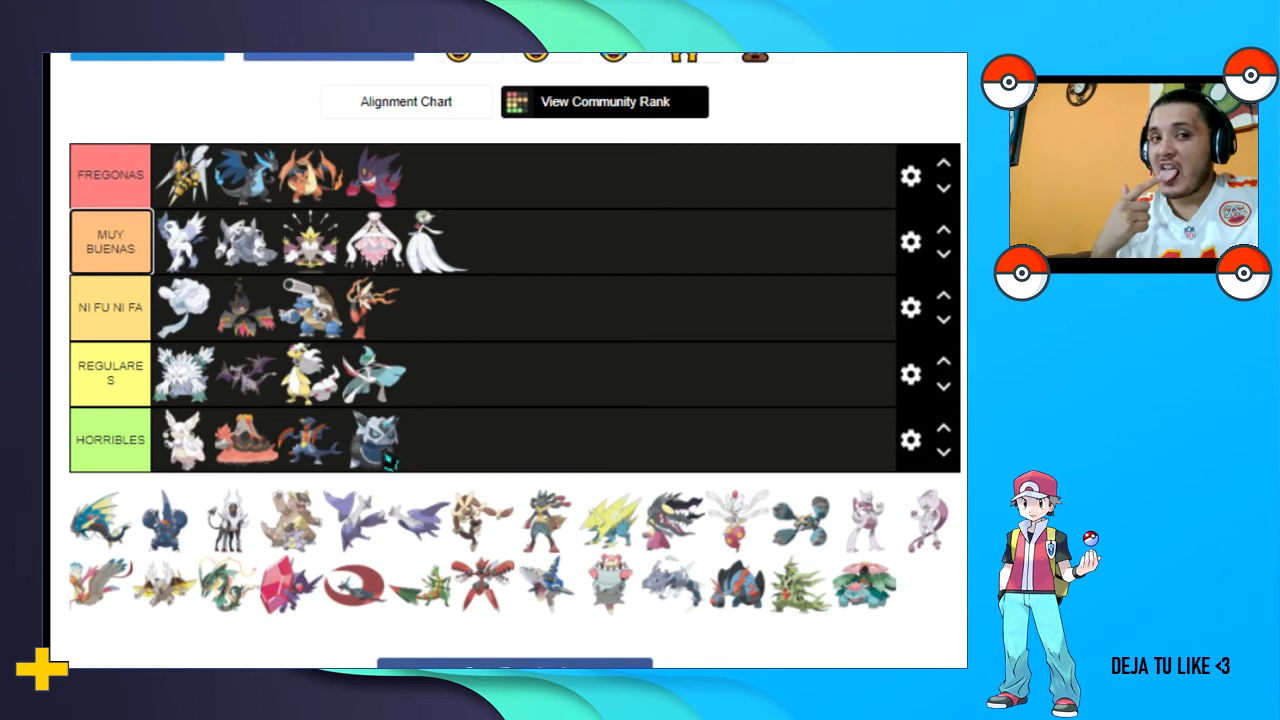 Alignment Chart
View Community Rank
FREGONAS
MUY
BUENAS
NI FU NI FA
REGULARE
S
HORRIBLES
DEJA TU LIKE <3